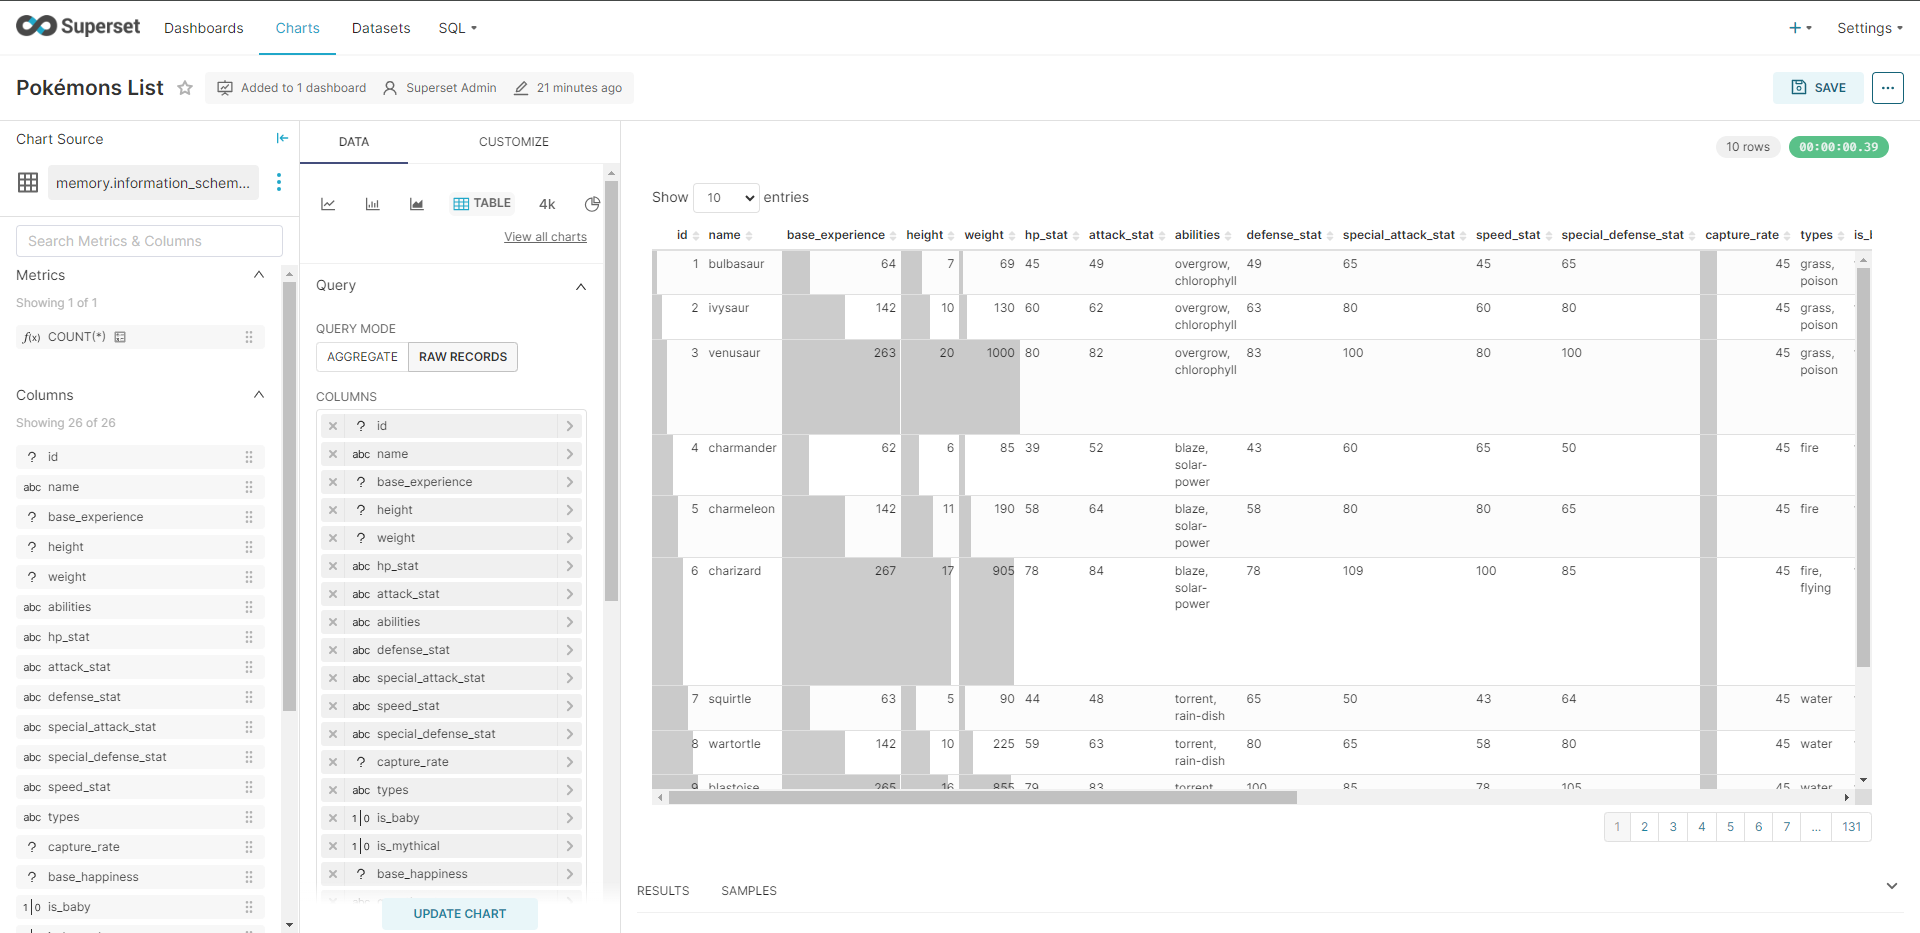 Superset Dashboards Charts Datasets SQL Settings
Pokémons List Added to 1 dashboard Superset Admin 21 minutes ago SAVE ...
Chart Source
memory.information_schem...
Search Metrics & Columns
Metrics
Showing 1 of 1
f(x) COUNT(*)
Columns
Showing 26 of 26
? id
abc name
? base_experience
? height
? weight
abc abilities
abc hp_stat
abc attack_stat
abc defense_stat
abc special_attack_stat
abc special_defense_stat
abc speed_stat
abc types
? capture_rate
? base_happiness
1|0 is_baby
DATA CUSTOMIZE
TABLE 4k
View all charts
Query
QUERY MODE
AGGREGATE RAW RECORDS
COLUMNS
? id
abc name
? base_experience
? height
? weight
abc hp_stat
abc attack_stat
abc abilities
abc defense_stat
abc special_attack_stat
abc speed_stat
abc special_defense_stat
? capture_rate
abc types
1|0 is_baby
1|0 is_mythical
? base_happiness
UPDATE CHART
10 rows 00:00:00.39
Show 10 entries
id name base_experience height weight hp_stat attack_stat abilities defense_stat special_attack_stat speed_stat special_defense_stat capture_rate types
1 bulbasaur 64 7 69 45 49 overgrow, 49 65 45 65 45 grass,
chlorophyll poison
2 ivysaur 142 10 130 60 62 overgrow, 63 80 60 80 45 grass,
chlorophyll poison
3 venusaur 263 20 1000 80 82 overgrow, 83 100 80 100 45 grass,
chlorophyll poison
4 charmander 62 6 85 39 52 blaze, 43 60 65 50 45 fire
solar-
power
5 charmeleon 142 11 190 58 64 blaze, 58 80 80 65 45 fire
solar-
power
6 charizard 267 17 905 78 84 blaze, 78 109 100 85 45 fire,
solar- flying
power
7 squirtle 63 5 90 44 48 torrent, 65 50 43 64 45 water
rain-dish
8 wartortle 142 10 225 59 63 torrent, 80 65 58 80 45 water
rain-dish
9 blastoise 265 16 855 79 83 torrent, 100 85 78 105 45 water
1 2 3 4 5 6 7 ... 131
RESULTS SAMPLES